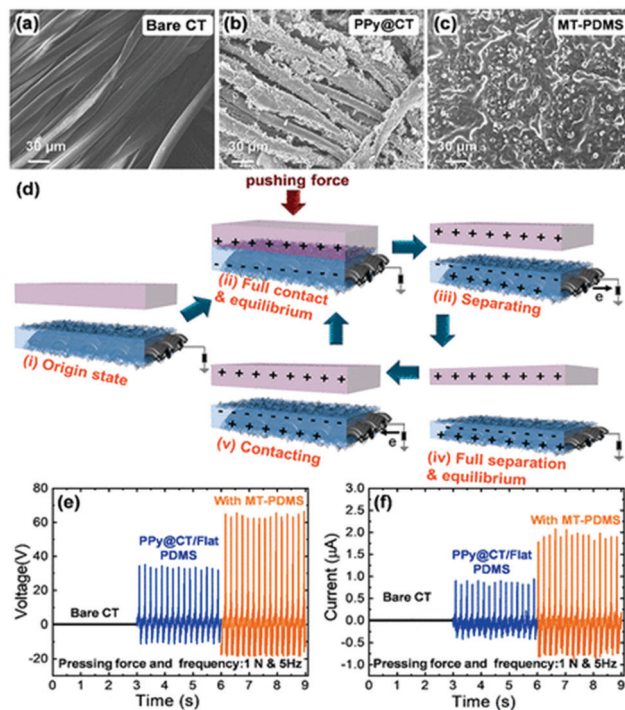 (a) Bare CT
30 µm
(b) PPy@CT
30 µm
(c) MT-PDMS
30 µm
(d)
pushing force
+ + + + + + + +
- - - - - - - -
(ii) Full contact
& equilibrium
+ + + + + + + +
e
(iii) Separating
(i) Origin state
+ + + + + + + +
e
(v) Contacting
+ + + + + + + +
(iv) Full separation
& equilibrium
(e)
With MT-PDMS
PPy@CT/Flat
PDMS
Bare CT
Pressing force and frequency:1 N & 5Hz
Voltage(V)
80
60
40
20
0
-20
0 1 2 3 4 5 6 7 8 9
Time (s)
(f)
With MT-PDMS
PPy@CT/Flat
PDMS
Bare CT
Pressing force and frequency:1 N & 5Hz
Current (µA)
3.0
2.5
2.0
1.5
1.0
0.5
0.0
-0.5
-1.0
0 1 2 3 4 5 6 7 8 9
Time (s)